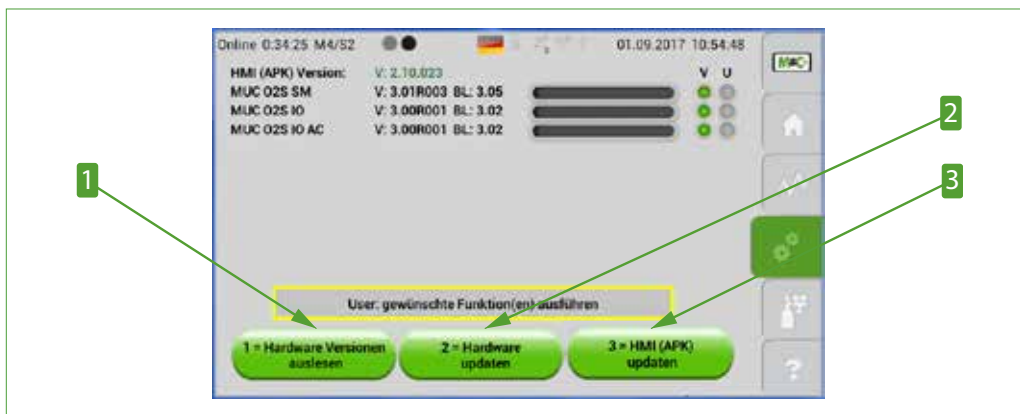 Online 0:34:25 M4/S2 01.09.2017 10:54:48
HMI (APK) Version: V: 2.10.023 V U
MUC O2S SM V: 3.01R003 BL: 3.05
MUC O2S IO V: 3.00R001 BL: 3.02
MUC O2S IO AC V: 3.00R001 BL: 3.02
2
1
3
User: gewünschte Funktion(en) ausführen
1 = Hardware Versionen
auslesen
2 = Hardware
updaten
3 = HMI (APK)
updaten
?